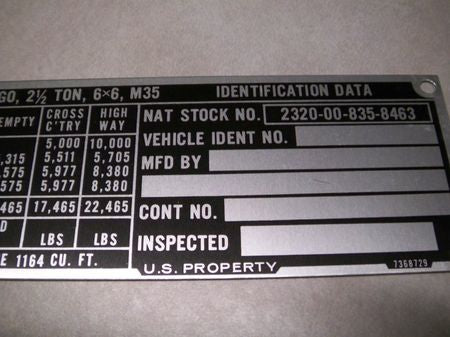 GO, 2½ TON, 6×6, M35
IDENTIFICATION DATA
EMPTY CROSS C'TRY HIGH WAY
5,000 10,000
,315 5,511 5,705
,575 5,977 8,380
575 5,977 8,380
465 17,465 22,465
D LBS LBS
E 1164 CU. FT.
NAT STOCK NO. 2320-00-835-8463
VEHICLE IDENT NO.
MFD BY
CONT NO.
INSPECTED
U.S. PROPERTY
7368729